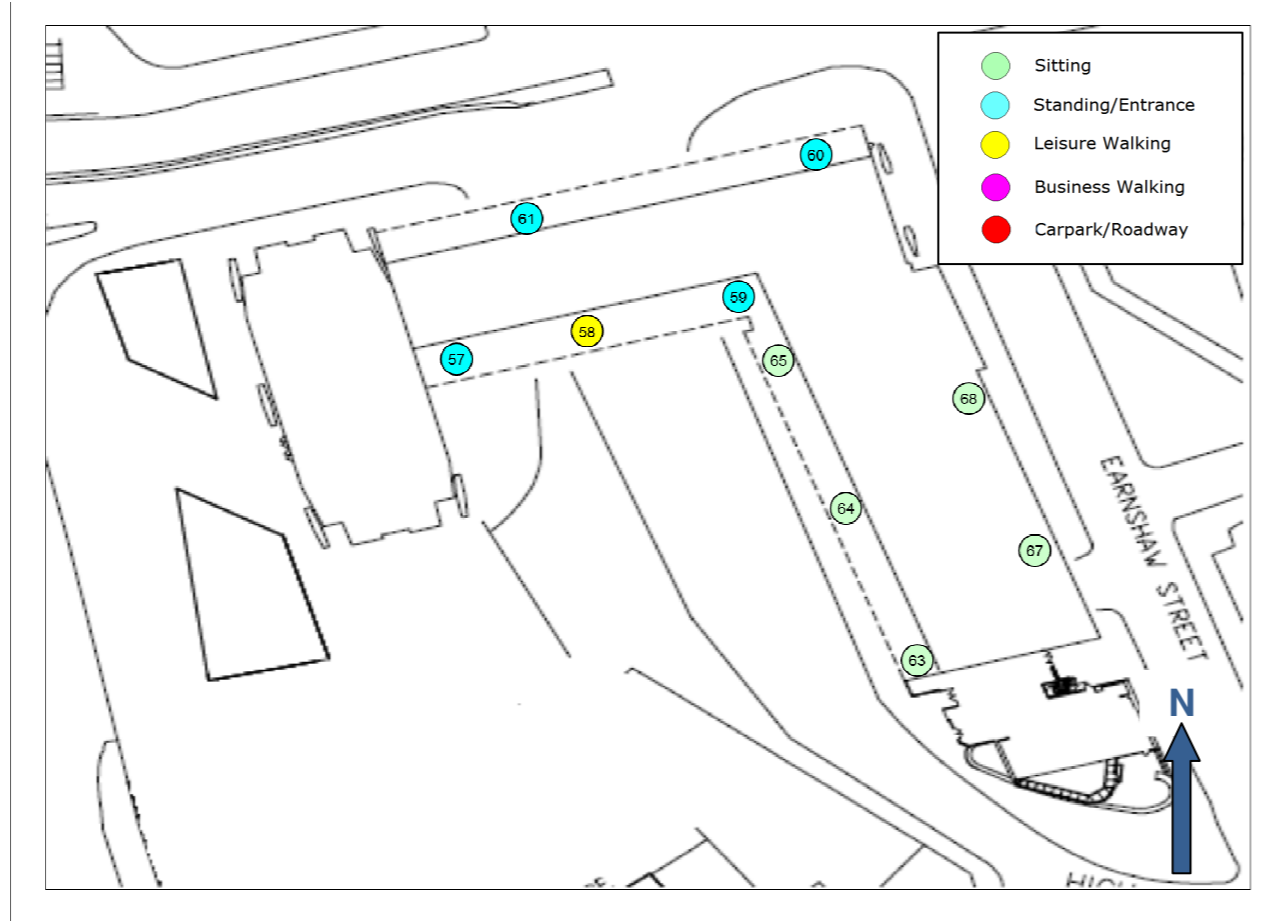 Sitting
Standing/Entrance
Leisure Walking
Business Walking
Carpark/Roadway
60
61
59
58
57
65
68
64
67
63
EARNSHAW STREET
N